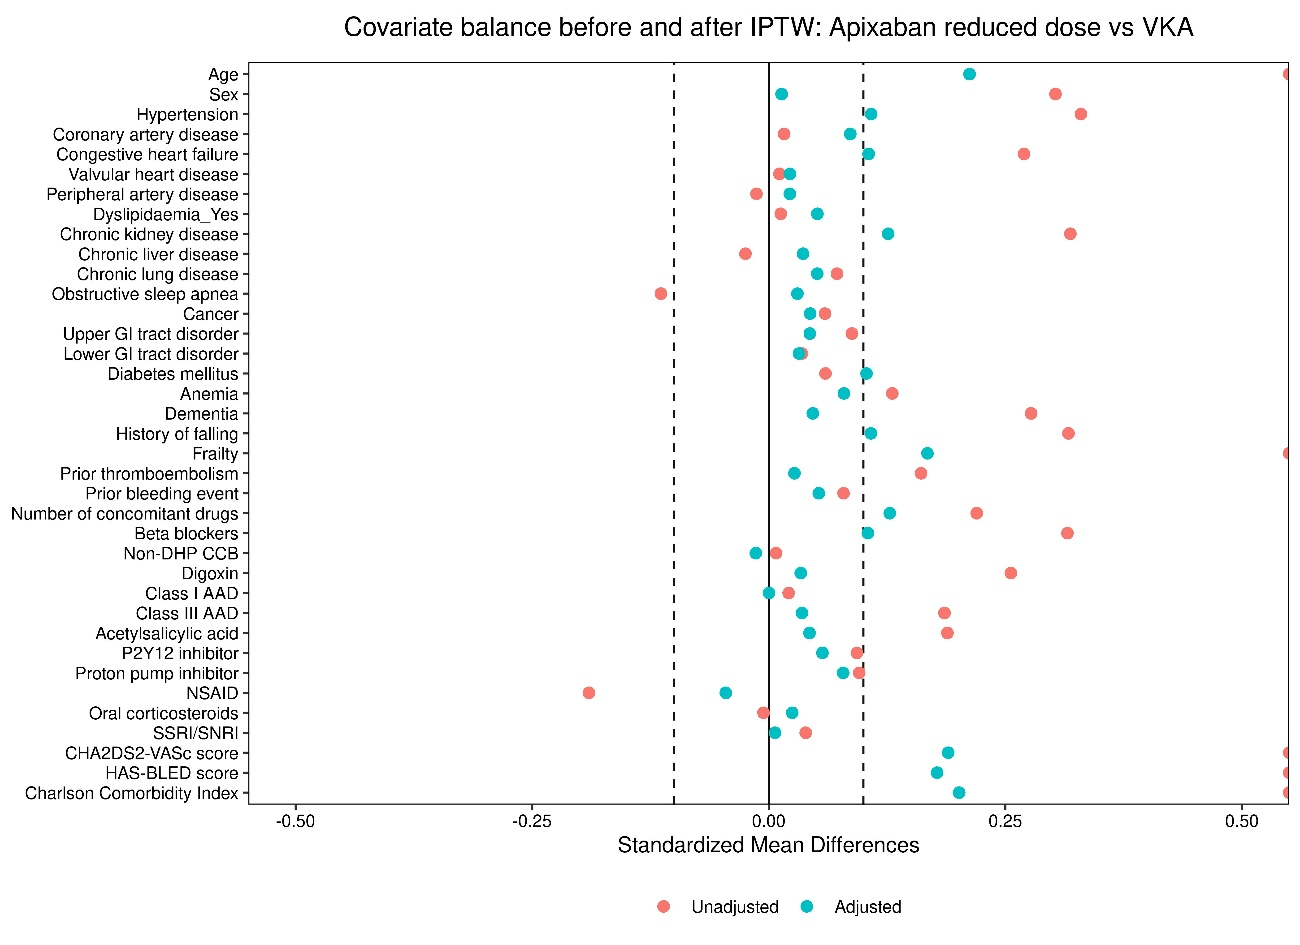 Covariate balance before and after IPTW: Apixaban reduced dose vs VKA
Age
Sex
Hypertension
Coronary artery disease
Congestive heart failure
Valvular heart disease
Peripheral artery disease
Dyslipidaemia_Yes
Chronic kidney disease
Chronic liver disease
Chronic lung disease
Obstructive sleep apnea
Cancer
Upper GI tract disorder
Lower GI tract disorder
Diabetes mellitus
Anemia
Dementia
History of falling
Frailty
Prior thromboembolism
Prior bleeding event
Number of concomitant drugs
Beta blockers
Non-DHP CCB
Digoxin
Class I AAD
Class III AAD
Acetylsalicylic acid
P2Y12 inhibitor
Proton pump inhibitor
NSAID
Oral corticosteroids
SSRI/SNRI
CHA2DS2-VASc score
HAS-BLED score
Charlson Comorbidity Index
-0.50 -0.25 0.00 0.25 0.50
Standardized Mean Differences
Unadjusted Adjusted